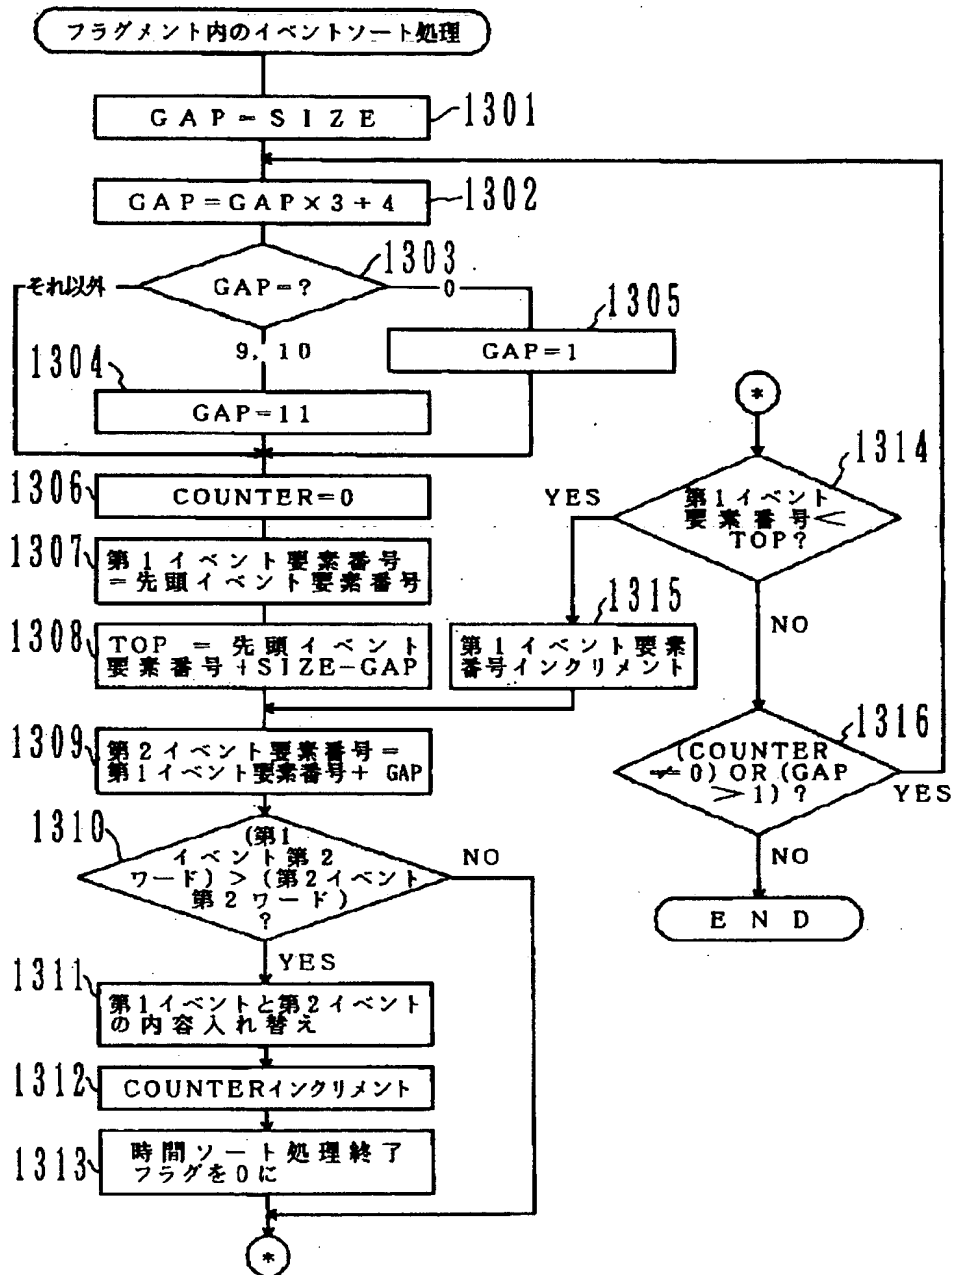 フラグメント内のイベントソート処理
GAP=SIZE
1301
GAP=GAP×3+4
1302
GAP=?
1303
それ以外
0
9, 10
1304
GAP=11
1305
GAP=1
1306
COUNTER=0
1307
第1イベント要素番号
=先頭イベント要素番号
1308
TOP = 先頭イベント
要素番号+SIZE-GAP
1309
第2イベント要素番号=
第1イベント要素番号+ GAP
1310
(第1
イベント第2
ワード) > (第2イベント
第2ワード)
?
NO
YES
1311
第1イベントと第2イベント
の内容入れ替え
1312
COUNTERインクリメント
1313
時間ソート処理終了
フラグを0に
*
*
1314
第1イベント
要素番号<
TOP?
YES
NO
1315
第1イベント要素
番号インクリメント
1316
(COUNTER
≠0) OR (GAP
>1) ?
YES
NO
END